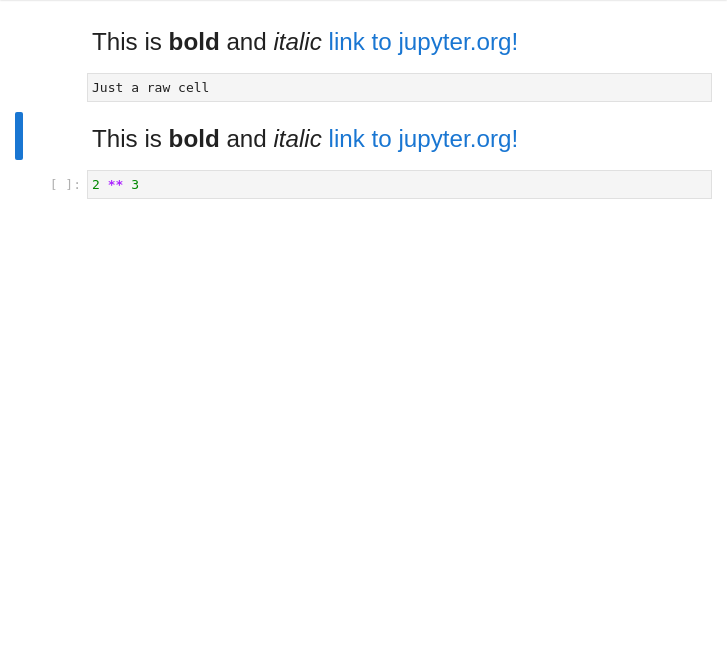 This is bold and italic link to jupyter.org!
Just a raw cell
This is bold and italic link to jupyter.org!
[ ]: 2 ** 3